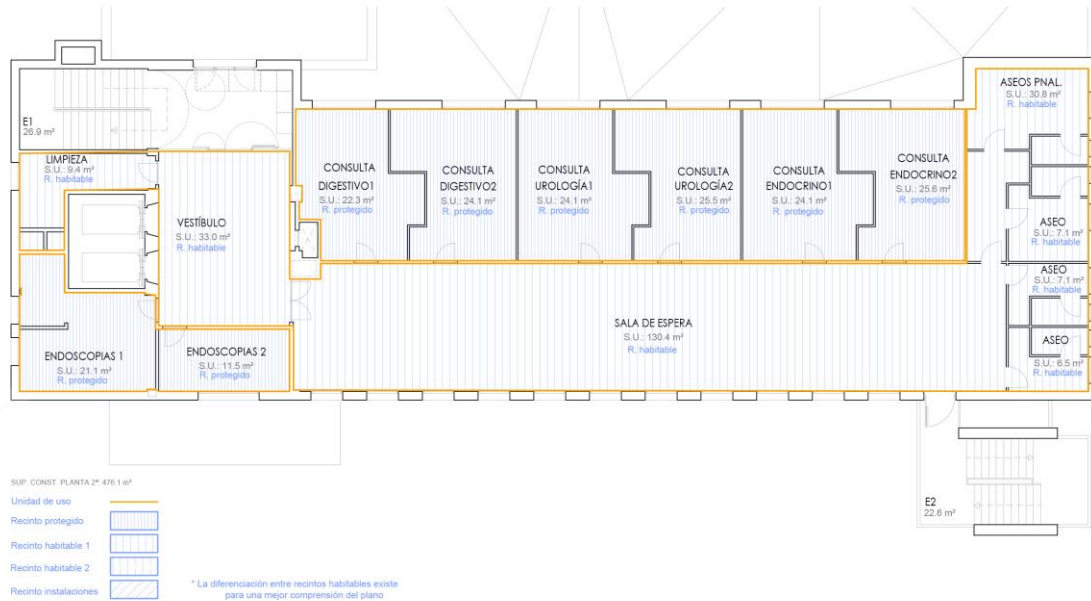 ASEOS PNAL.
S.U.: 30.8 m²
R. habitable
E1
26.9 m²
LIMPIEZA
S.U.: 9.4 m²
R. habitable
CONSULTA
DIGESTIVO1
S.U.: 22.3 m²
R. protegido
CONSULTA
DIGESTIVO2
S.U.: 24.1 m²
R. protegido
CONSULTA
UROLOGÍA1
S.U.: 24.1 m²
R. protegido
CONSULTA
UROLOGÍA2
S.U.: 25.5 m²
R. protegido
CONSULTA
ENDOCRINO1
S.U.: 24.1 m²
R. protegido
CONSULTA
ENDOCRINO2
S.U.: 25.6 m²
R. protegido
VESTÍBULO
S.U.: 33.0 m²
R. habitable
ASEO
S.U.: 7.1 m²
R. habitable
ASEO
S.U.: 7.1 m²
R. habitable
SALA DE ESPERA
S.U.: 130.4 m²
R. habitable
ASEO
S.U.: 6.5 m²
R. habitable
ENDOSCOPIAS 1
S.U.: 21.1 m²
R. protegido
ENDOSCOPIAS 2
S.U.: 11.5 m²
R. protegido
E2
22.6 m²
SUP. CONST. PLANTA 2ª: 476.1 m²
Unidad de uso
Recinto protegido
Recinto habitable 1
Recinto habitable 2
Recinto instalaciones
* La diferenciación entre recintos habitables existe
para una mejor comprensión del plano